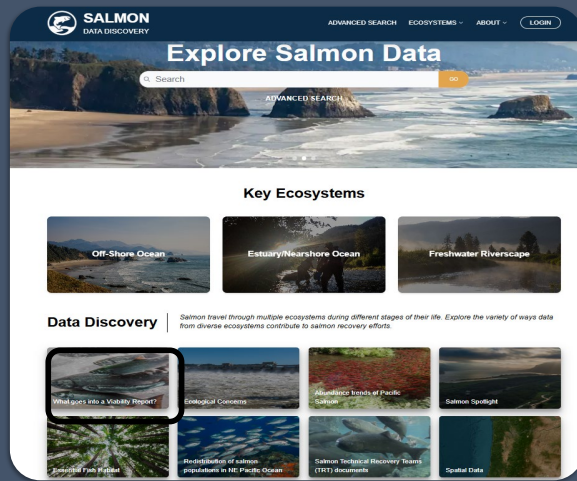 SALMON
DATA DISCOVERY
ADVANCED SEARCH ECOSYSTEMS ABOUT LOGIN
Explore Salmon Data
Search GO
ADVANCED SEARCH
Key Ecosystems
Off-Shore Ocean
Estuary/Nearshore Ocean
Freshwater Riverscape
Data Discovery
Salmon travel through multiple ecosystems during different stages of their life. Explore the variety of ways data
from diverse ecosystems contribute to salmon recovery efforts.
What goes into a Viability Report?
Ecological Concerns
Abundance trends of Pacific
Salmon
Salmon Spotlight
Essential Fish Habitat
Redistribution of salmon
populations in NE Pacific Ocean
Salmon Technical Recovery Teams
(TRT) documents
Spatial Data